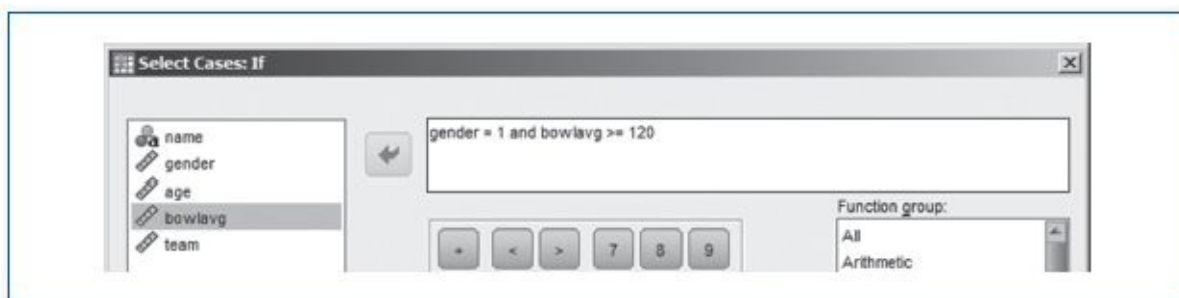 Select Cases: If
name
gender
age
bowlavg
team
gender = 1 and bowlavg >= 120
+ < > 7 8 9
Function group:
All
Arithmetic